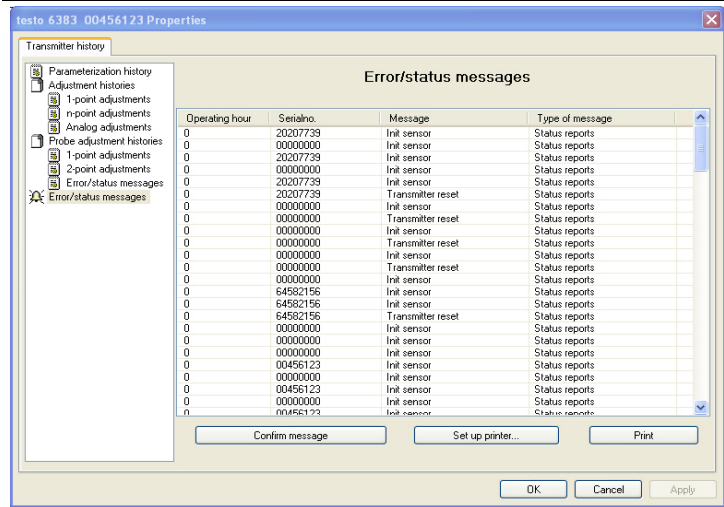 testo 6383 00456123 Properties
Transmitter history
Parameterization history
Adjustment histories
1-point adjustments
n-point adjustments
Analog adjustments
Probe adjustment histories
1-point adjustments
2-point adjustments
Error/status messages
Error/status messages
Error/status messages
Operating hour Serialno. Message Type of message
0 20207739 Init sensor Status reports
0 00000000 Init sensor Status reports
0 20207739 Init sensor Status reports
0 00000000 Init sensor Status reports
0 20207739 Init sensor Status reports
0 20207739 Transmitter reset Status reports
0 00000000 Init sensor Status reports
0 00000000 Transmitter reset Status reports
0 00000000 Init sensor Status reports
0 00000000 Transmitter reset Status reports
0 00000000 Init sensor Status reports
0 00000000 Transmitter reset Status reports
0 00000000 Init sensor Status reports
0 64582156 Init sensor Status reports
0 64582156 Init sensor Status reports
0 64582156 Transmitter reset Status reports
0 00000000 Init sensor Status reports
0 00000000 Init sensor Status reports
0 00000000 Init sensor Status reports
0 00456123 Init sensor Status reports
0 00000000 Init sensor Status reports
0 00456123 Init sensor Status reports
0 00000000 Init sensor Status reports
0 00456123 Init sensor Status reports
Confirm message Set up printer... Print
OK Cancel Apply